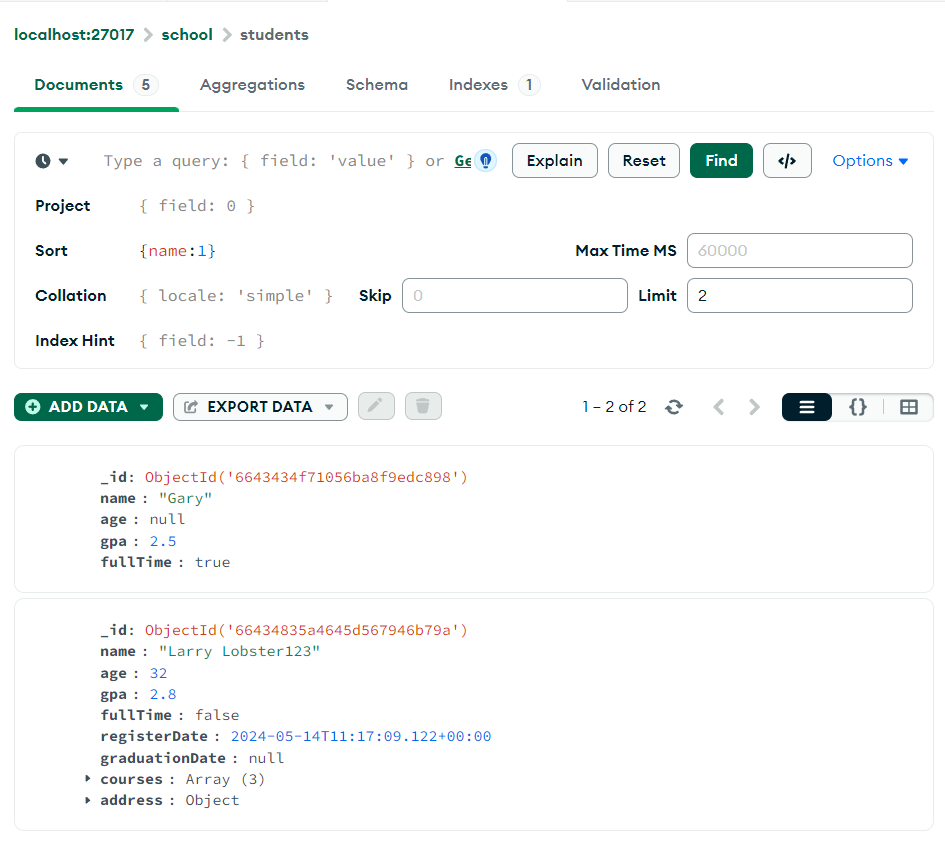 localhost:27017 > school > students
Documents 5 Aggregations Schema Indexes 1 Validation
Type a query: { field: 'value' } or Ge Explain Reset Find </> Options
Project { field: 0 }
Sort {name:1} Max Time MS 60000
Collation { locale: 'simple' } Skip 0 Limit 2
Index Hint { field: -1 }
ADD DATA EXPORT DATA 1 – 2 of 2 {}
_id: ObjectId('6643434f71056ba8f9edc898')
name : "Gary"
age : null
gpa : 2.5
fullTime : true
_id: ObjectId('66434835a4645d567946b79a')
name : "Larry Lobster123"
age : 32
gpa : 2.8
fullTime : false
registerDate : 2024-05-14T11:17:09.122+00:00
graduationDate : null
courses : Array (3)
address : Object